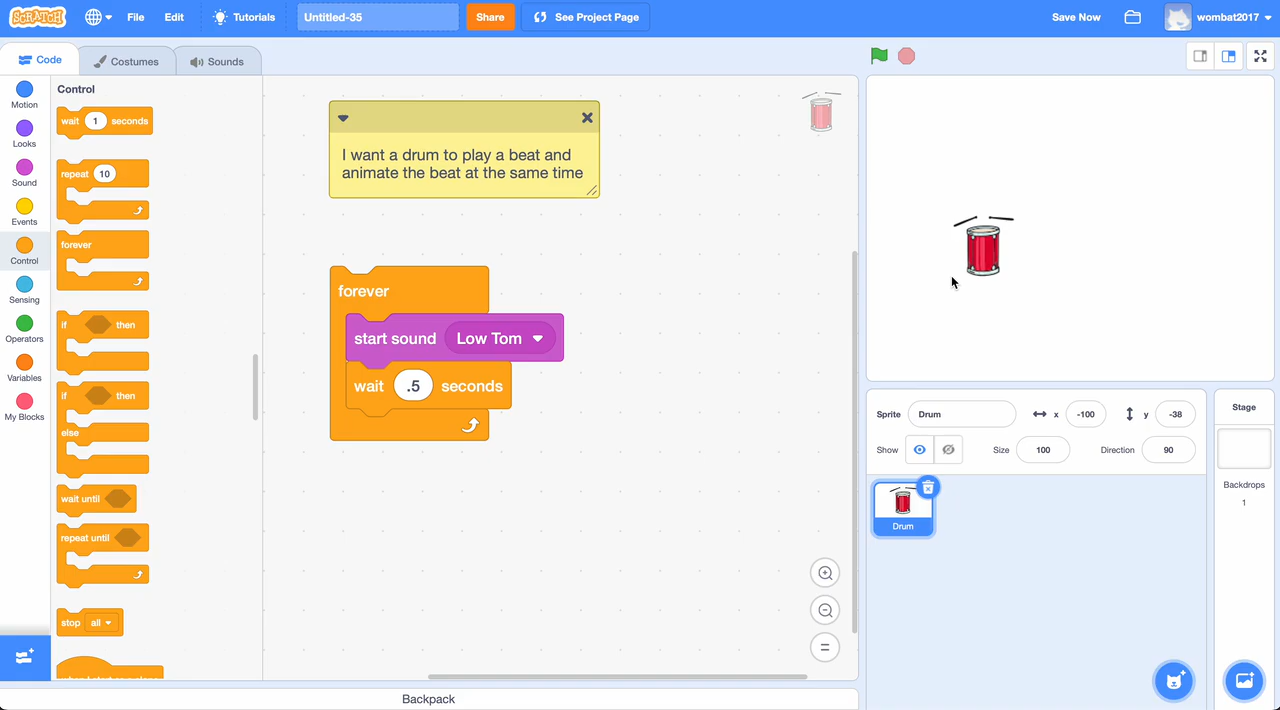 SCRATCH
File
Edit
Tutorials
Untitled-35
Share
See Project Page
Save Now
wombat2017
Code
Costumes
Sounds
Motion
Looks
Sound
Events
Control
Sensing
Operators
Variables
My Blocks
Control
wait 1 seconds
repeat 10
forever
if then
if then
else
wait until
repeat until
stop all
I want a drum to play a beat and
animate the beat at the same time
forever
start sound Low Tom
wait .5 seconds
Backpack
Sprite Drum x -100 y -38
Show Size 100 Direction 90
Drum
Stage
Backdrops
1